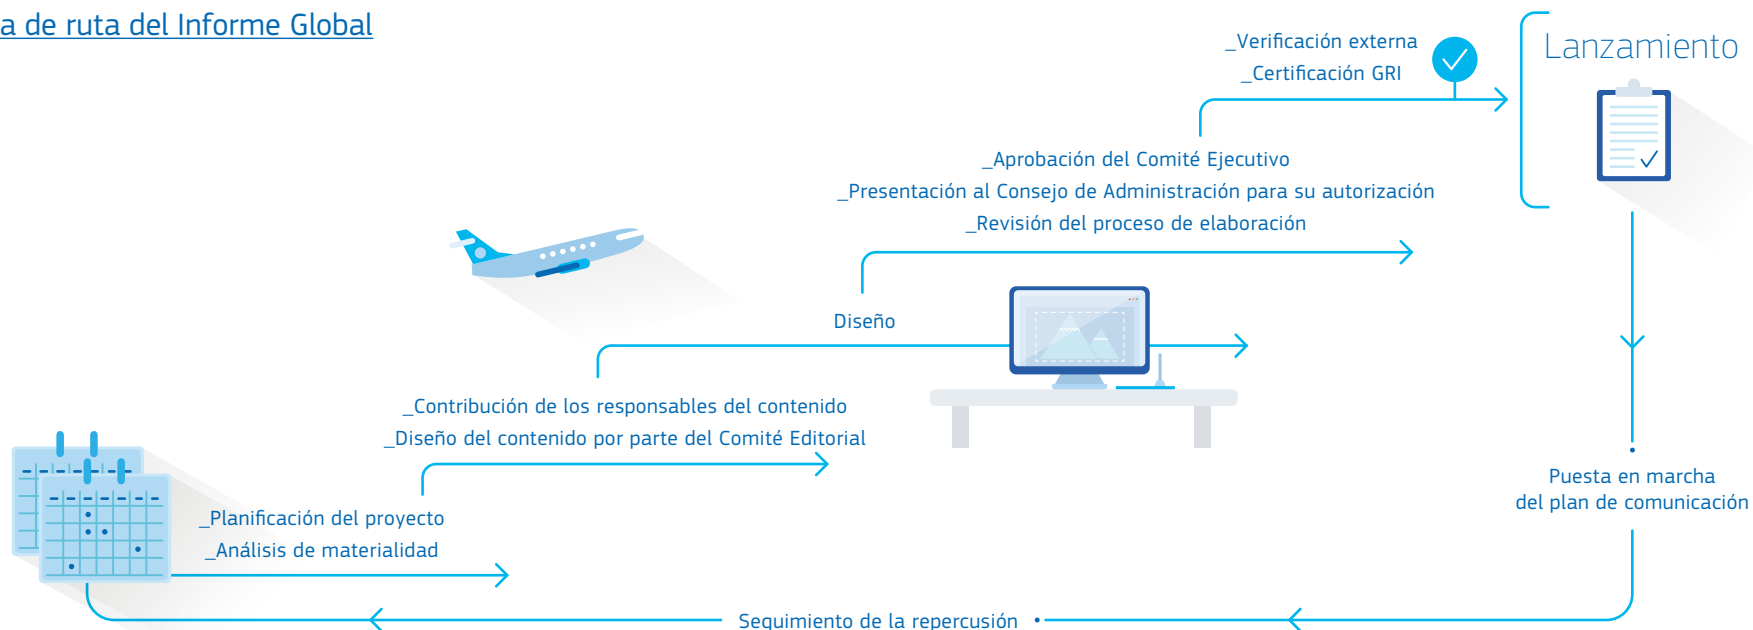 a de ruta del Informe Global
_Verificación externa
_Certificación GRI
Lanzamiento
_Aprobación del Comité Ejecutivo
_Presentación al Consejo de Administración para su autorización
_Revisión del proceso de elaboración
Diseño
_Contribución de los responsables del contenido
_Diseño del contenido por parte del Comité Editorial
_Planificación del proyecto
_Análisis de materialidad
Puesta en marcha
del plan de comunicación
Seguimiento de la repercusión